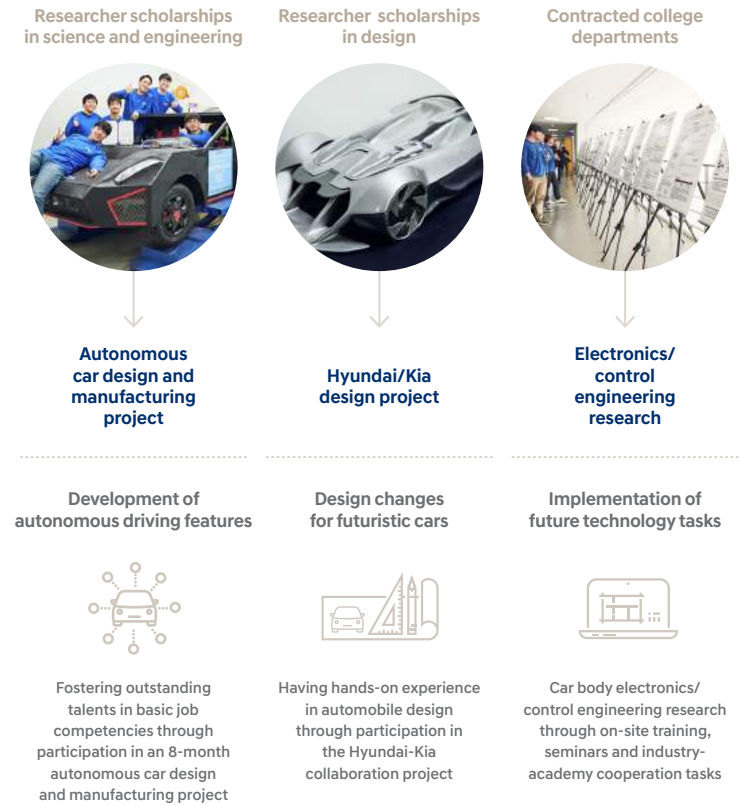 Researcher scholarships
in science and engineering
Researcher scholarships
in design
Contracted college
departments
Autonomous
car design and
manufacturing
project
Hyundai/Kia
design project
Electronics/
control
engineering
research
Development of
autonomous driving features
Design changes
for futuristic cars
Implementation of
future technology tasks
Fostering outstanding
talents in basic job
competencies through
participation in an 8-month
autonomous car design
and manufacturing project
Having hands-on experience
in automobile design
through participation in
the Hyundai-Kia
collaboration project
Car body electronics/
control engineering research
through on-site training,
seminars and industry-
academy cooperation tasks